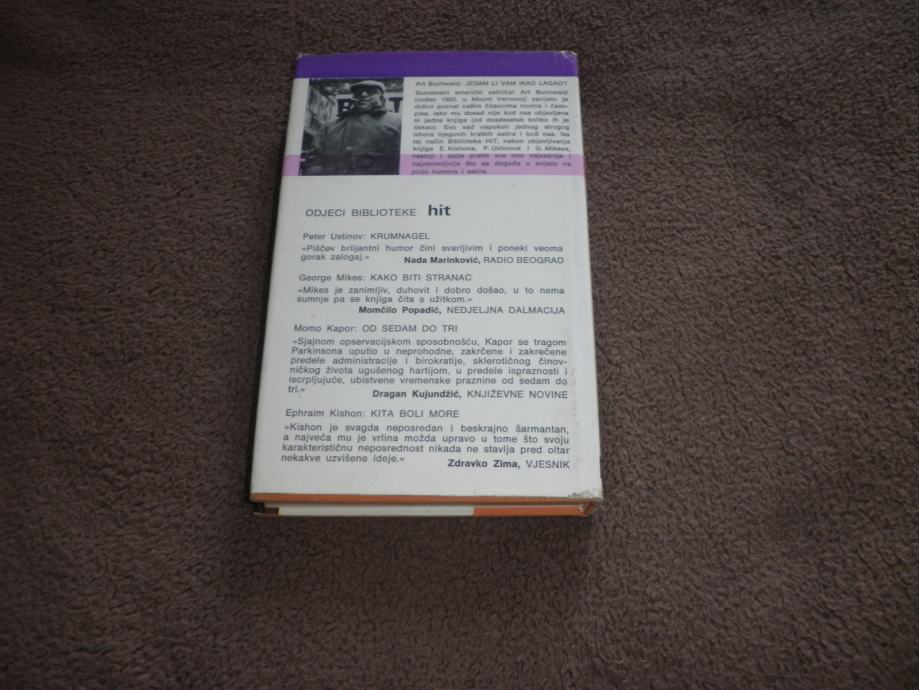 Art Buchwald: JESAM LI VAM IKAD LAGAO?
Suvremeni američki satiričar Art Buchwald
(rođen 1925. u Mount Vernonu) zacijelo je
dobro poznat našim čitaocima novina i časo-
pisa, iako mu dosad nije kod nas objavljena
ni jedna knjiga (od dvadesetak koliko ih je
tiskao). Evo sad napokon jednog strogog
izbora njegovih kratkih satira i kod nas. Na
taj način Biblioteka HIT, nakon objavljivanja
knjiga E. Kishona, P. Ustinova i G. Mikesa,
nastoji i dalje pratiti sve ono najvažnije i
najzanimljivije što se događa u svijetu na
polju humora i satire.
ODJECI BIBLIOTEKE hit
Peter Ustinov: KRUMNAGEL
»Piščev briljantni humor čini svarljivim i poneki veoma
gorak zalogaj.« Nada Marinković, RADIO BEOGRAD
George Mikes: KAKO BITI STRANAC
»Mikes je zanimljiv, duhovit i dobro došao, u to nema
sumnje pa se knjiga čita s užitkom.«
Momčilo Popadić, NEDJELJNA DALMACIJA
Momo Kapor: OD SEDAM DO TRI
»Sjajnom opservacijskom sposobnošću, Kapor se tragom
Parkinsona uputio u neprohodne, zakrčene i zakrečene
predele administracije i birokratije, sklerotičnog činov-
ničkog života ugušenog hartijom, u predele ispraznosti i
iscrpljujuće, ubistvene vremenske praznine od sedam do
tri.« Dragan Kujundžić, KNJIŽEVNE NOVINE
Ephraim Kishon: KITA BOLI MORE
»Kishon je svagda neposredan i beskrajno šarmantan,
a najveća mu je vrlina možda upravo u tome što svoju
karakterističnu neposrednost nikada ne stavlja pred oltar
nekakve uzvišene ideje.«
Zdravko Zima, VJESNIK